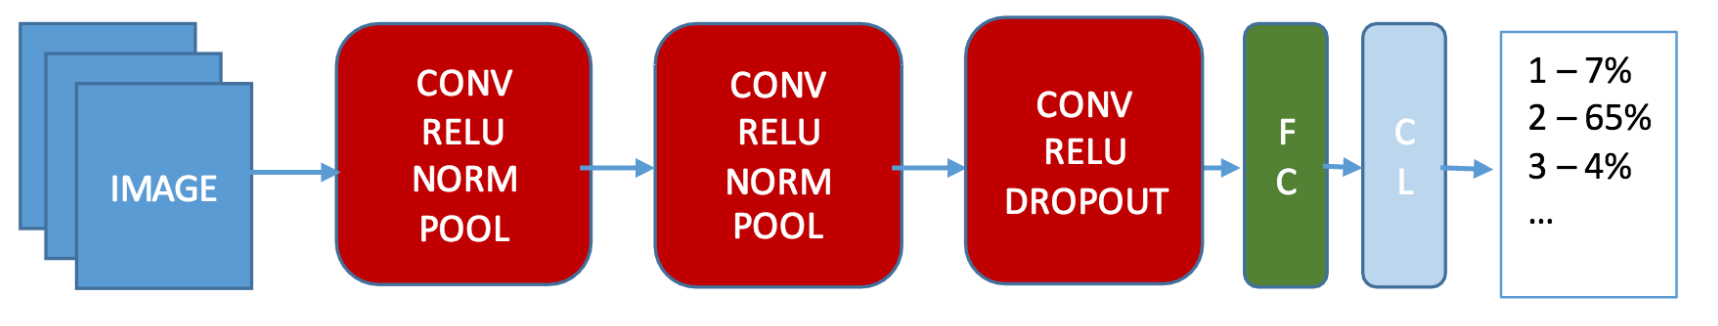 IMAGE
CONV
RELU
NORM
POOL
CONV
RELU
NORM
POOL
CONV
RELU
DROPOUT
F
C
C
L
1 – 7%
2 – 65%
3 – 4%
...